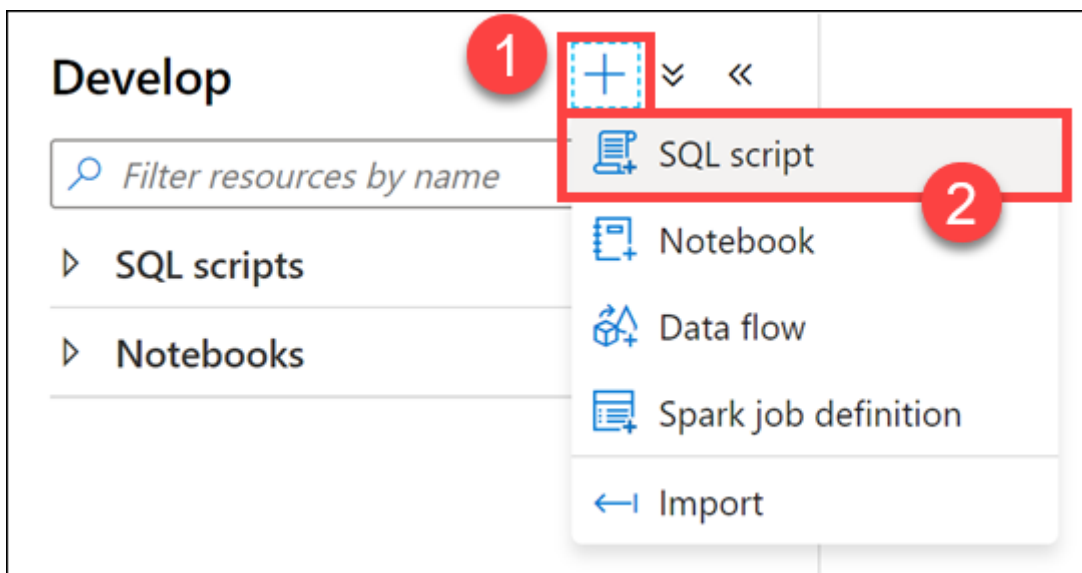 Develop
1
Filter resources by name
SQL script
2
SQL scripts
Notebook
Data flow
Notebooks
Spark job definition
Import